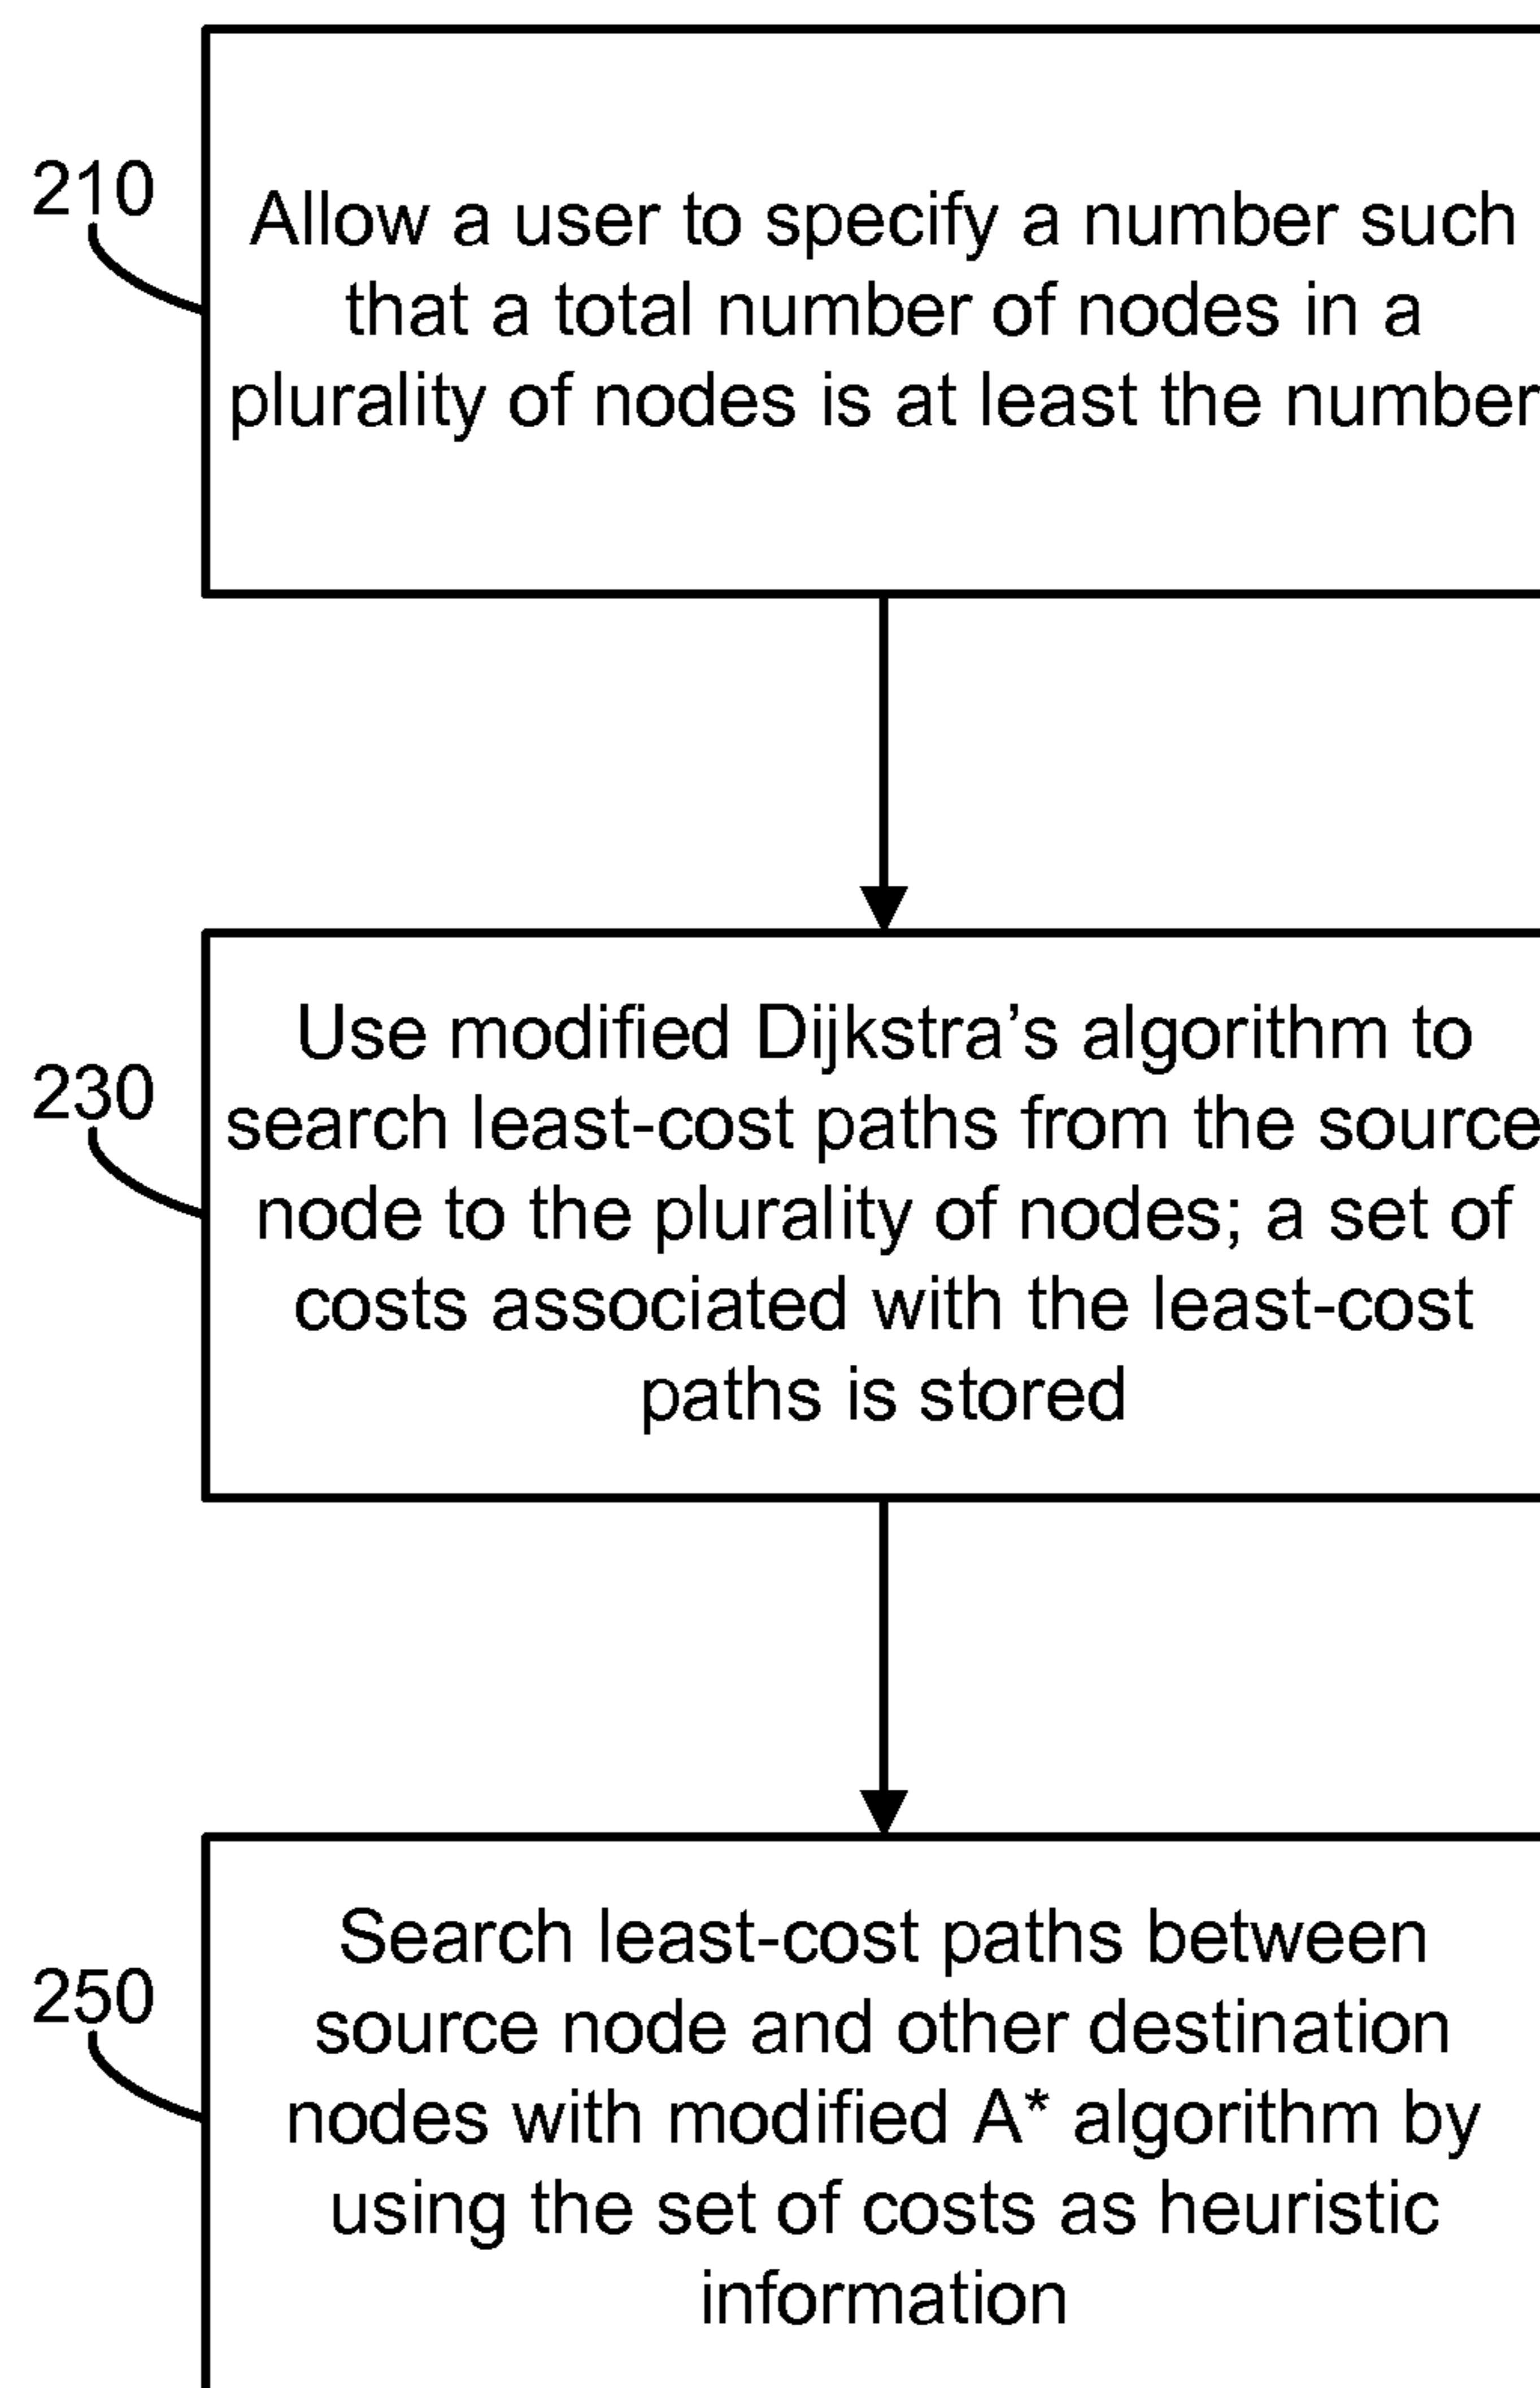 210
Allow a user to specify a number such
that a total number of nodes in a
plurality of nodes is at least the number
230
Use modified Dijkstra’s algorithm to
search least-cost paths from the source
node to the plurality of nodes; a set of
costs associated with the least-cost
paths is stored
250
Search least-cost paths between
source node and other destination
nodes with modified A* algorithm by
using the set of costs as heuristic
information